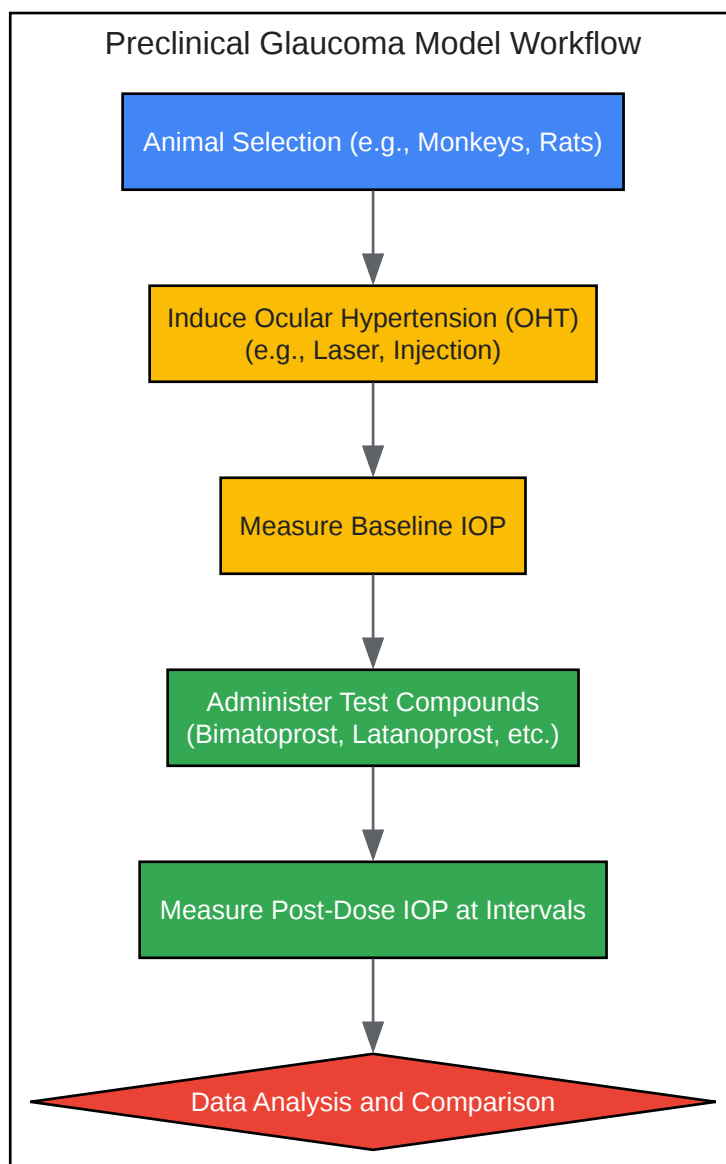 Preclinical Glaucoma Model Workflow
Animal Selection (e.g., Monkeys, Rats)
Induce Ocular Hypertension (OHT)
(e.g., Laser, Injection)
Measure Baseline IOP
Administer Test Compounds
(Bimatoprost, Latanoprost, etc.)
Measure Post-Dose IOP at Intervals
Data Analysis and Comparison